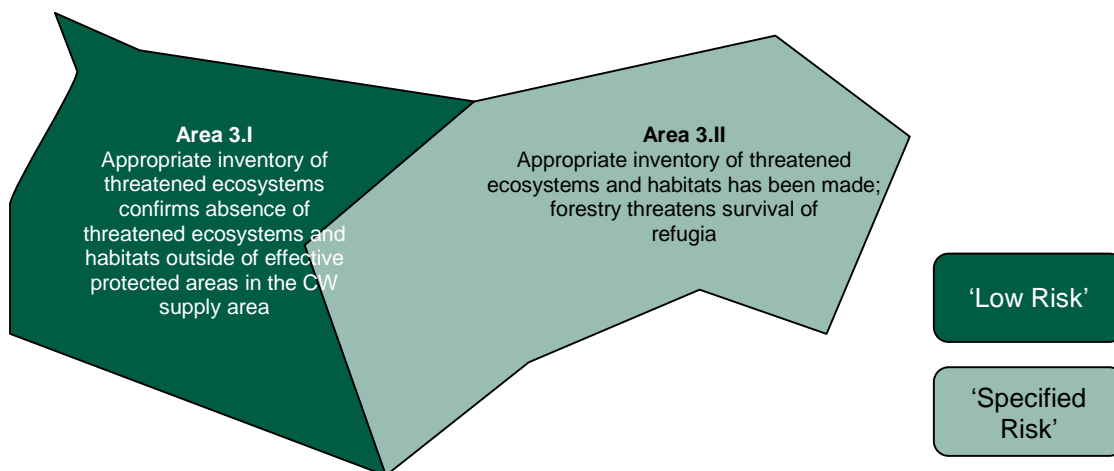 Area 3.I
Appropriate inventory of
threatened ecosystems
confirms absence of
threatened ecosystems and
habitats outside of effective
protected areas in the CW
supply area
Area 3.II
Appropriate inventory of threatened
ecosystems and habitats has been made;
forestry threatens survival of
refugia
‘Low Risk’
‘Specified
Risk’